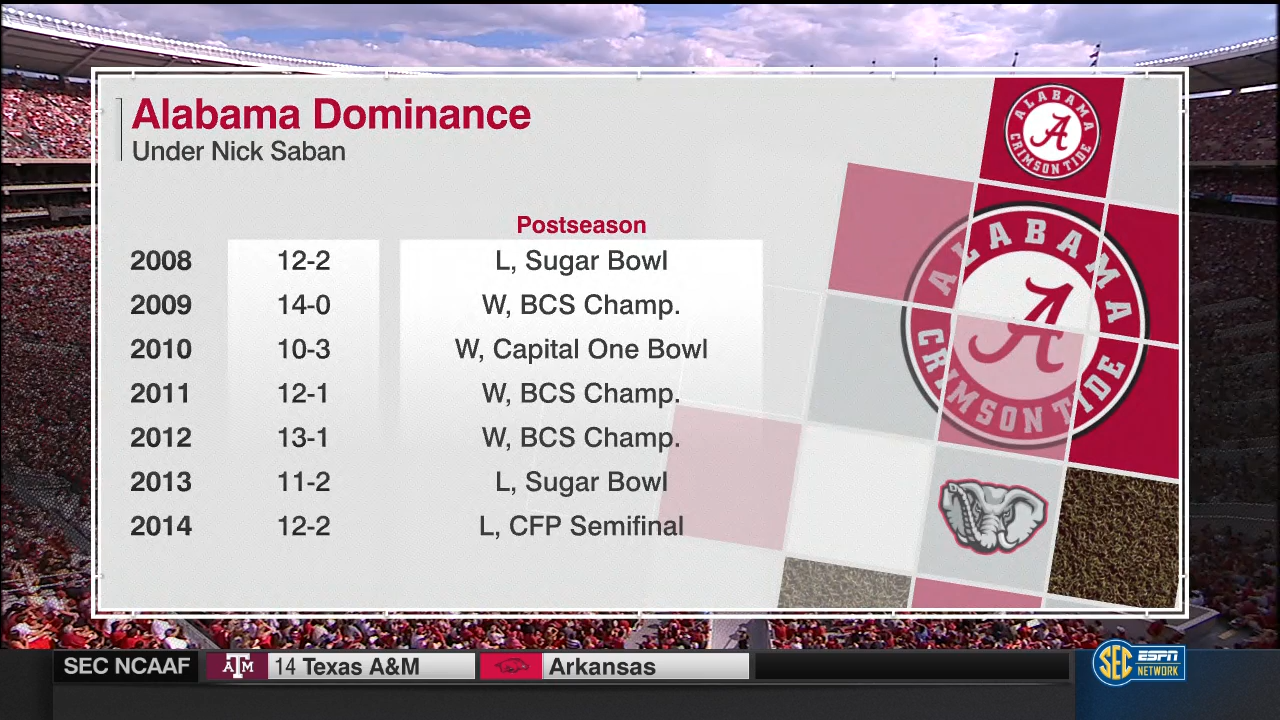 Alabama Dominance
Under Nick Saban
Postseason
2008 12-2 L, Sugar Bowl
2009 14-0 W, BCS Champ.
2010 10-3 W, Capital One Bowl
2011 12-1 W, BCS Champ.
2012 13-1 W, BCS Champ.
2013 11-2 L, Sugar Bowl
2014 12-2 L, CFP Semifinal
ALABAMA
A
CRIMSON TIDE
ALABAMA
A
CRIMSON TIDE
SEC NCAAF ATM 14 Texas A&M Arkansas
SEC ESPN
NETWORK